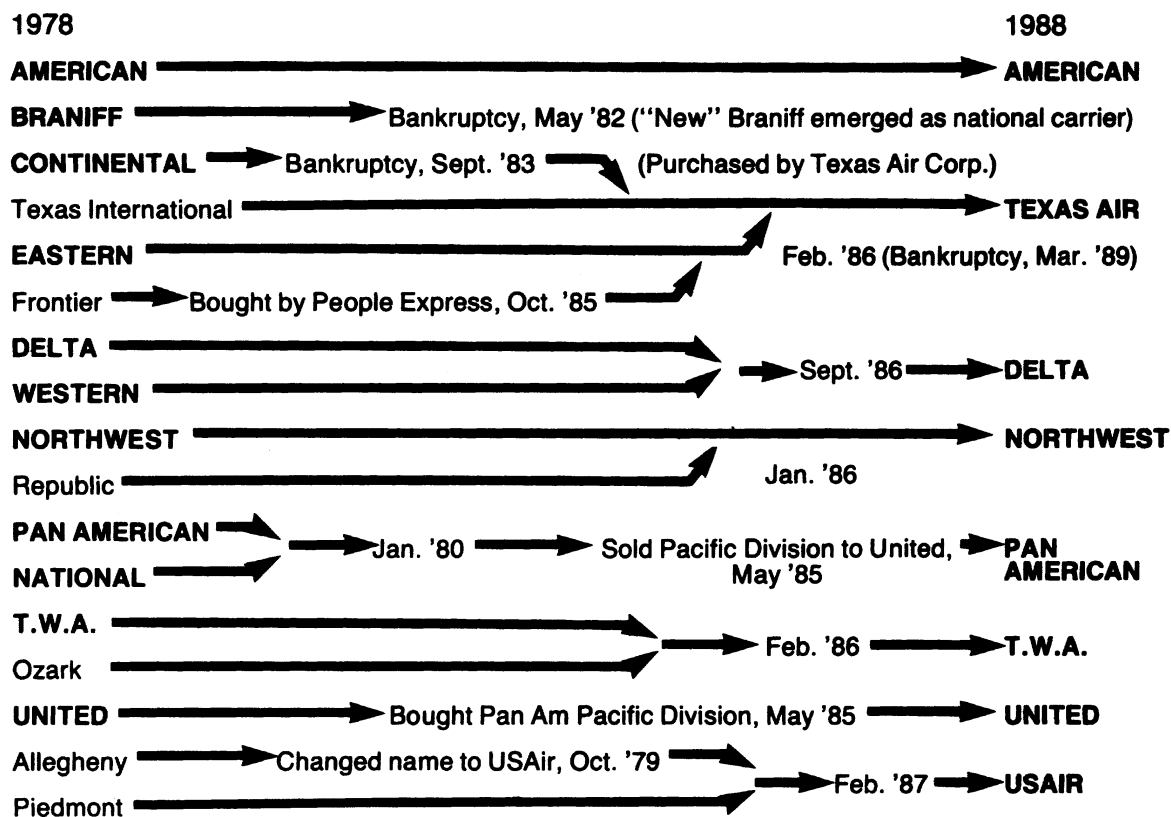 1978 1988
AMERICAN AMERICAN
BRANIFF Bankruptcy, May '82 ("New" Braniff emerged as national carrier)
CONTINENTAL Bankruptcy, Sept. '83 (Purchased by Texas Air Corp.)
Texas International TEXAS AIR
EASTERN Feb. '86 (Bankruptcy, Mar. '89)
Frontier Bought by People Express, Oct. '85
DELTA
Sept. '86 DELTA
WESTERN
NORTHWEST NORTHWEST
Republic Jan. '86
PAN AMERICAN
Jan. '80 Sold Pacific Division to United, PAN
NATIONAL May '85 AMERICAN
T.W.A.
Feb. '86 T.W.A.
Ozark
UNITED Bought Pan Am Pacific Division, May '85 UNITED
Allegheny Changed name to USAir, Oct. '79
Feb. '87 USAIR
Piedmont